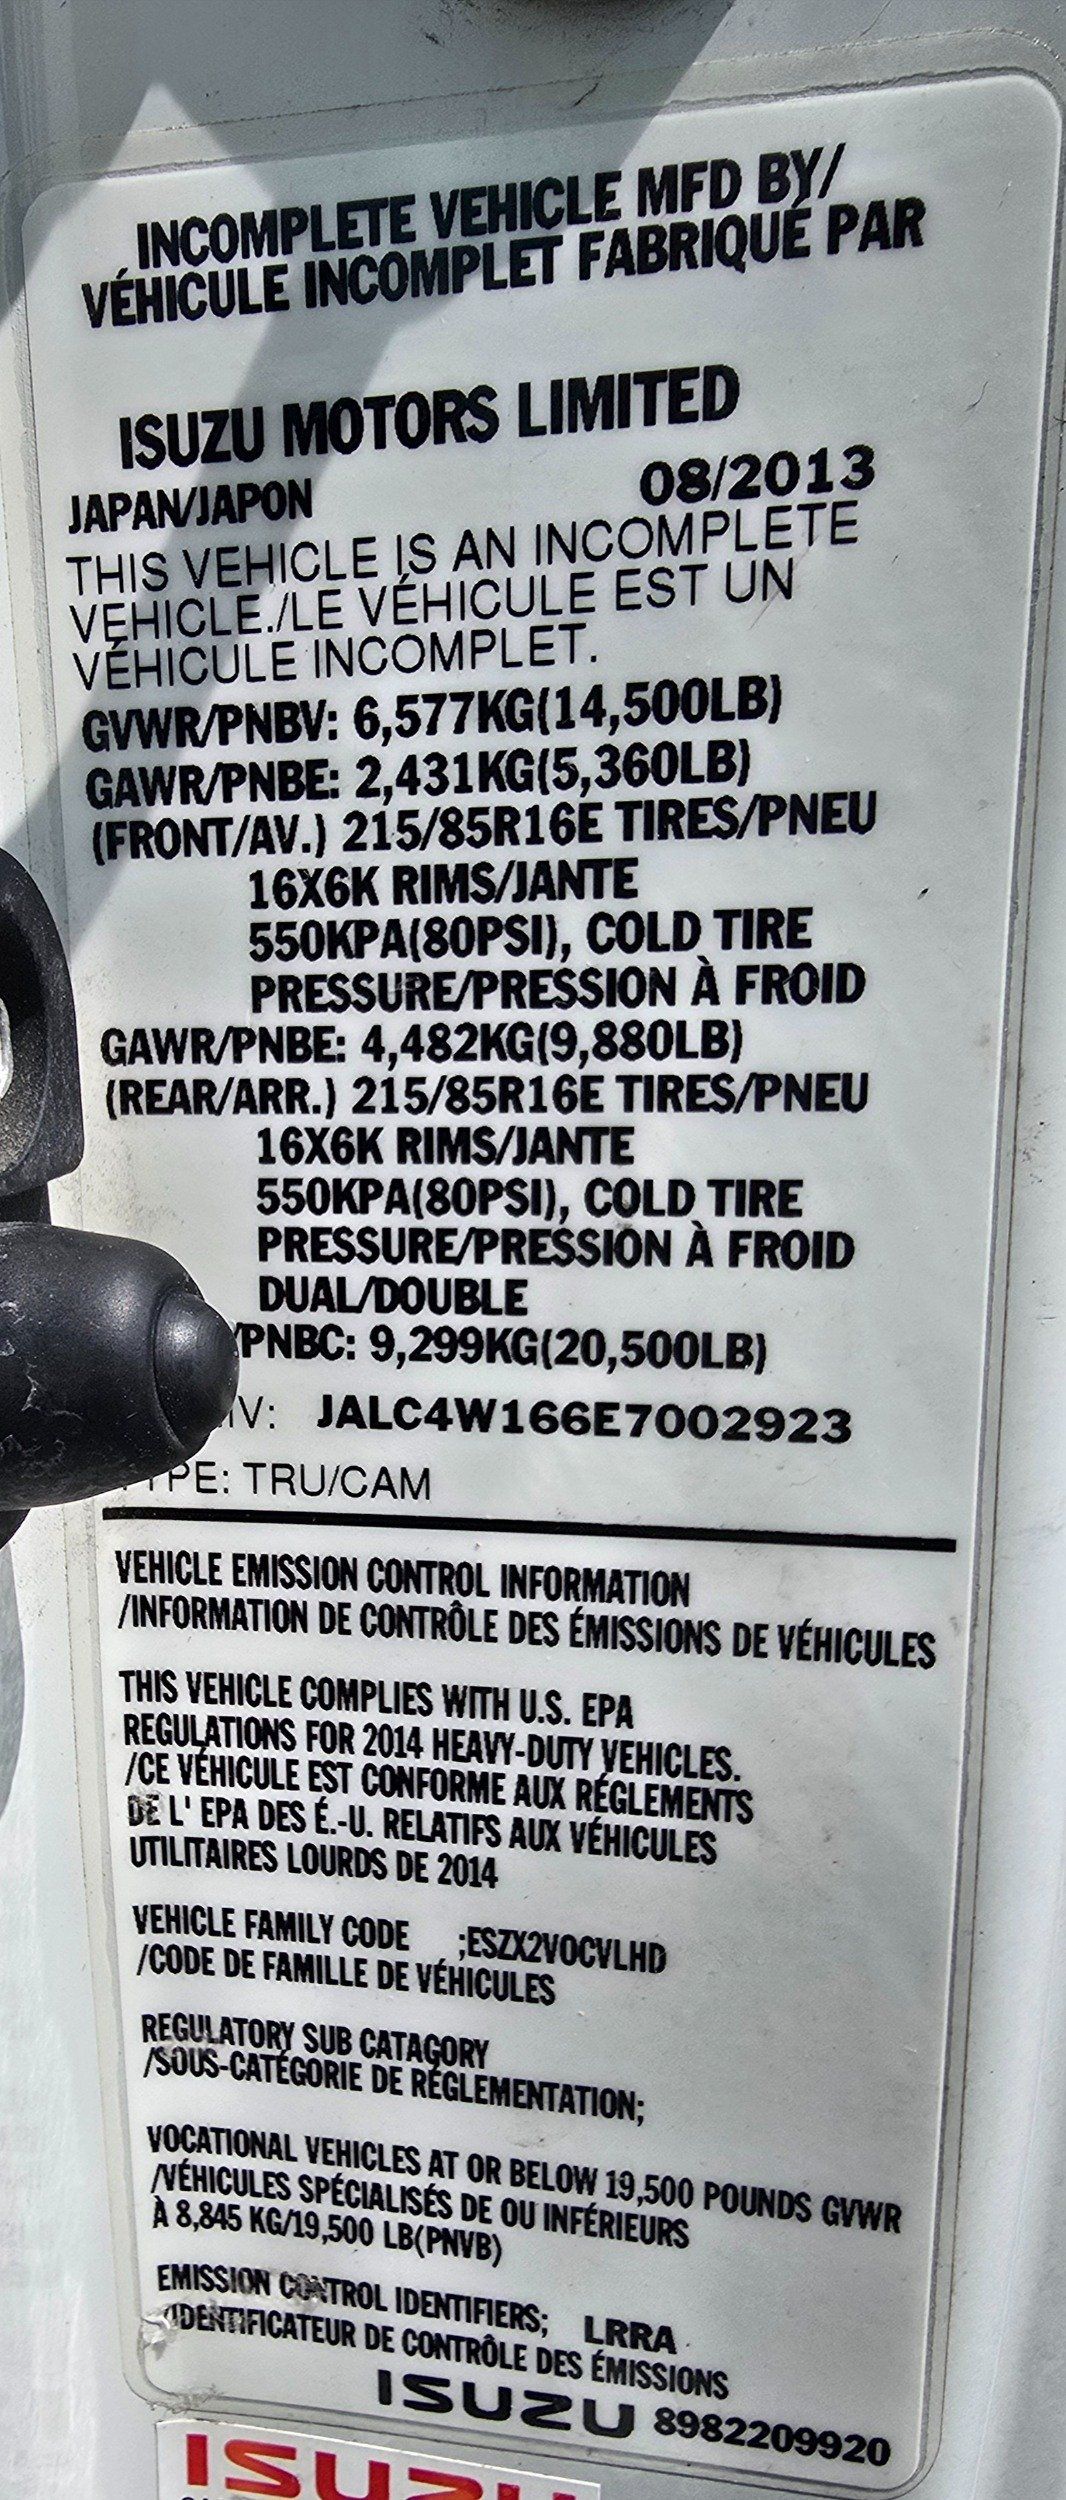 INCOMPLETE VEHICLE MFD BY/
VÉHICULE INCOMPLET FABRIQUÉ PAR
ISUZU MOTORS LIMITED
JAPAN/JAPON 08/2013
THIS VEHICLE IS AN INCOMPLETE
VEHICLE./LE VÉHICULE EST UN
VÉHICULE INCOMPLET.
GVWR/PNBV: 6,577KG(14,500LB)
GAWR/PNBE: 2,431KG(5,360LB)
(FRONT/AV.) 215/85R16E TIRES/PNEU
16X6K RIMS/JANTE
550KPA(80PSI), COLD TIRE
PRESSURE/PRESSION À FROID
GAWR/PNBE: 4,482KG(9,880LB)
(REAR/ARR.) 215/85R16E TIRES/PNEU
16X6K RIMS/JANTE
550KPA(80PSI), COLD TIRE
PRESSURE/PRESSION À FROID
DUAL/DOUBLE
/PNBC: 9,299KG(20,500LB)
IV: JALC4W166E7002923
TYPE: TRU/CAM
VEHICLE EMISSION CONTROL INFORMATION
/INFORMATION DE CONTRÔLE DES ÉMISSIONS DE VÉHICULES
THIS VEHICLE COMPLIES WITH U.S. EPA
REGULATIONS FOR 2014 HEAVY-DUTY VEHICLES.
/CE VÉHICULE EST CONFORME AUX RÉGLEMENTS
DE L' EPA DES É.-U. RELATIFS AUX VÉHICULES
UTILITAIRES LOURDS DE 2014
VEHICLE FAMILY CODE ;ESZX2VOCVLHD
/CODE DE FAMILLE DE VÉHICULES
REGULATORY SUB CATAGORY
/SOUS-CATÉGORIE DE RÉGLEMENTATION;
VOCATIONAL VEHICLES AT OR BELOW 19,500 POUNDS GVWR
/VÉHICULES SPÉCIALISÉS DE OU INFÉRIEURS
À 8,845 KG/19,500 LB(PNVB)
EMISSION CONTROL IDENTIFIERS; LRRA
/IDENTIFICATEUR DE CONTRÔLE DES ÉMISSIONS
ISUZU 8982209920
ISUZU